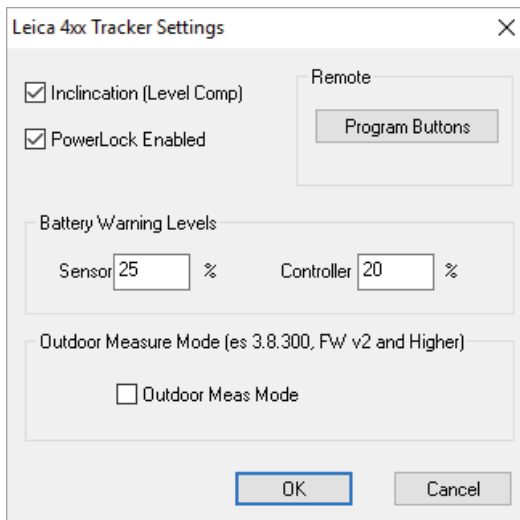 Leica 4xx Tracker Settings
Inclincation (Level Comp)
PowerLock Enabled
Remote
Program Buttons
Battery Warning Levels
Sensor 25 %
Controller 20 %
Outdoor Measure Mode (es 3.8.300, FW v2 and Higher)
Outdoor Meas Mode
OK
Cancel